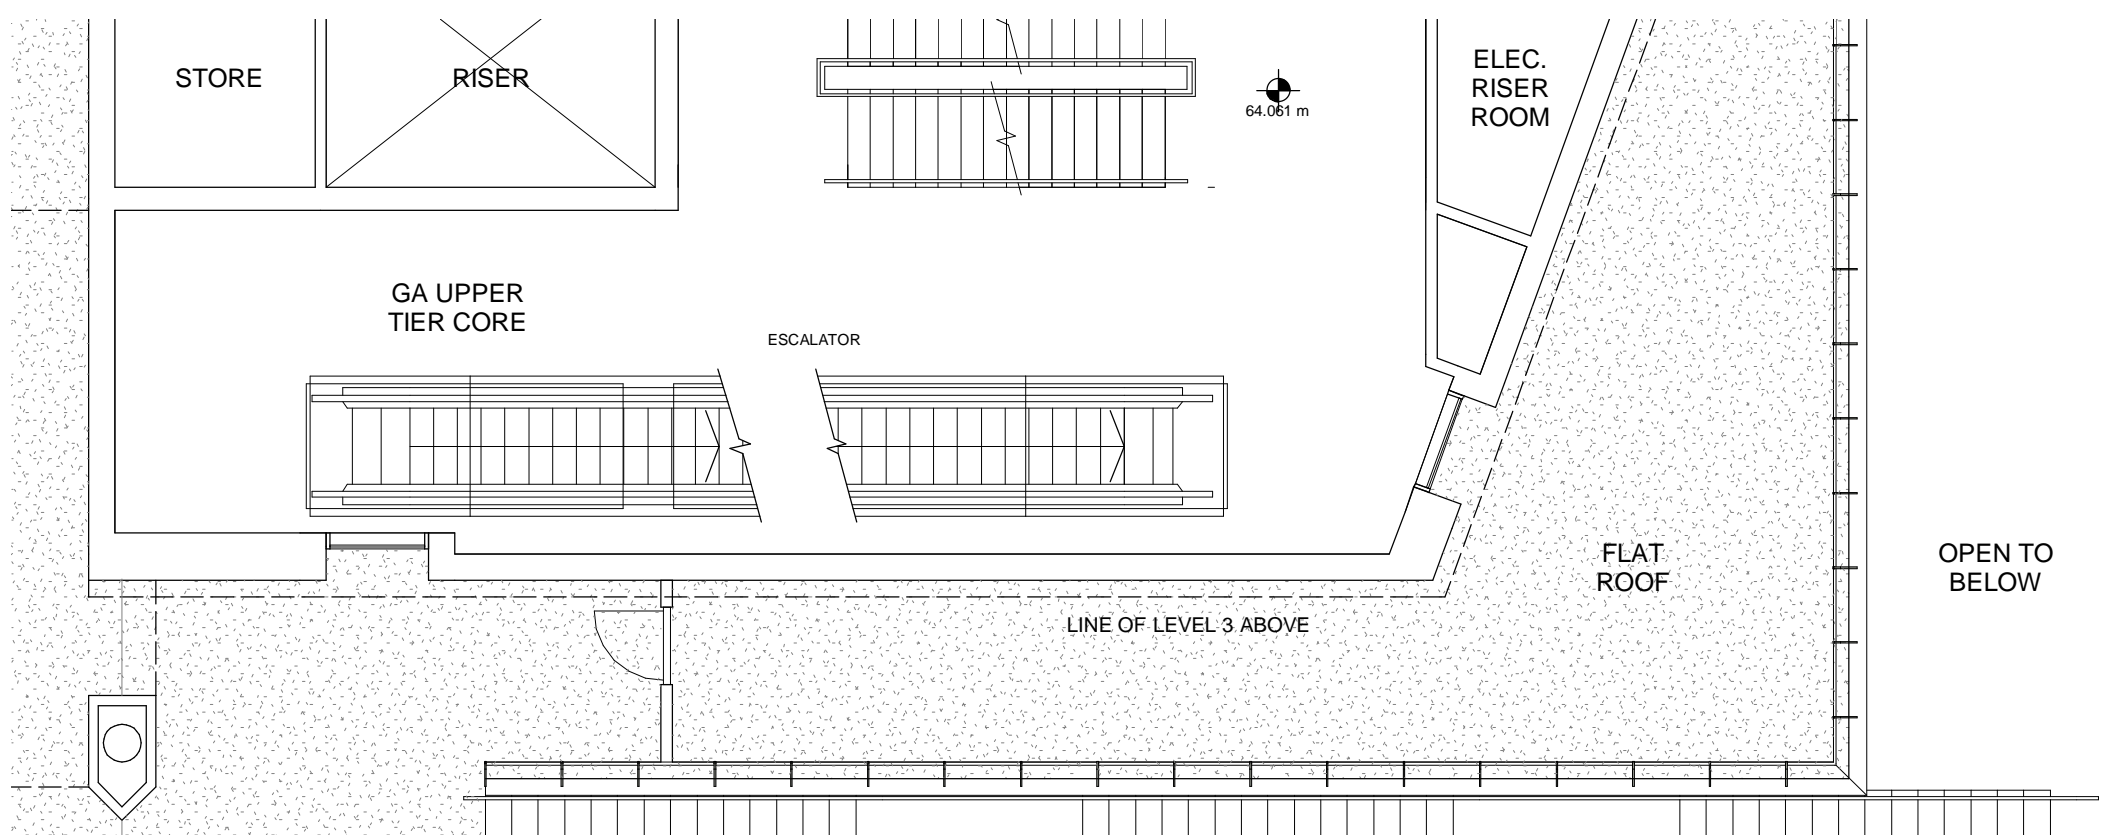 STORE
RISER
64.061 m
ELEC.
RISER
ROOM
GA UPPER
TIER CORE
ESCALATOR
FLAT
ROOF
OPEN TO
BELOW
LINE OF LEVEL 3 ABOVE